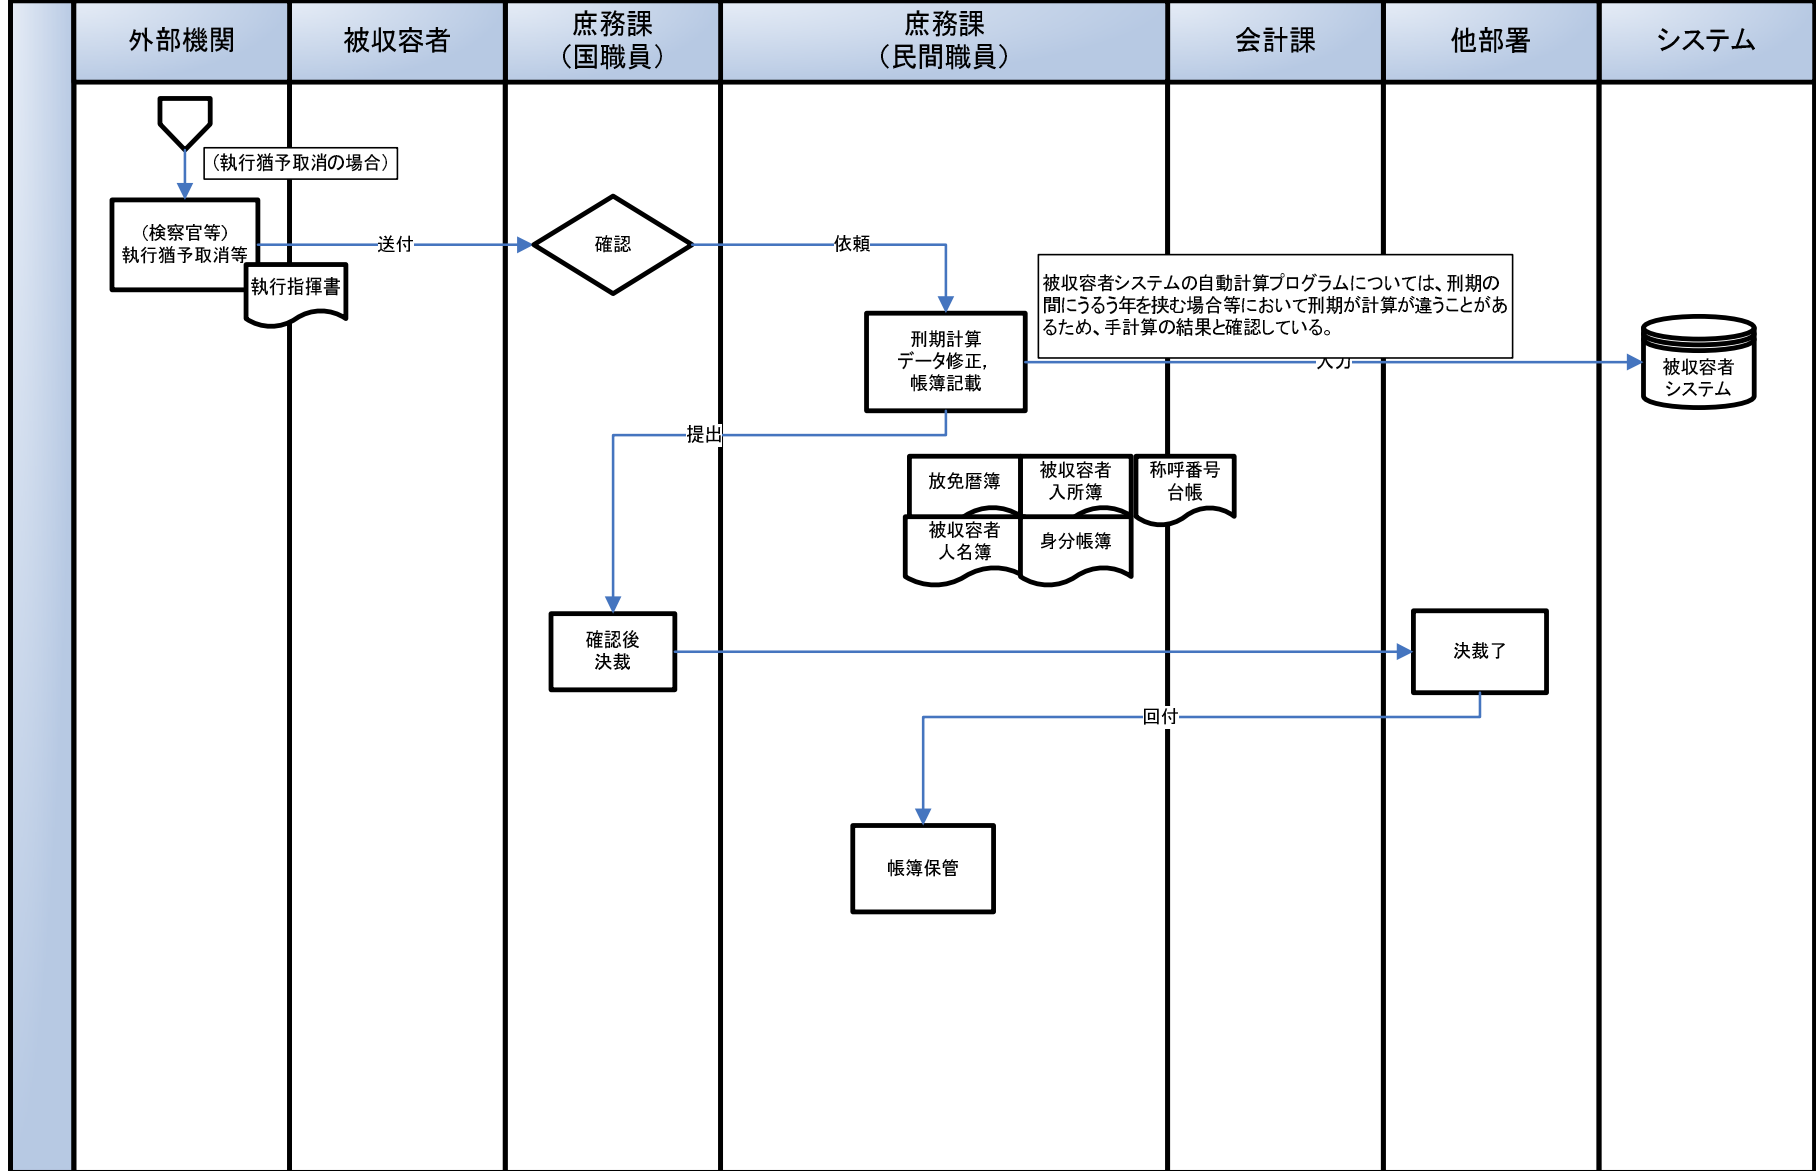 外部機関
被収容者
庶務課
（国職員）
庶務課
（民間職員）
会計課
他部署
システム
（執行猶予取消の場合）
（検察官等）
執行猶予取消等
執行指揮書
送付
確認
依頼
被収容者システムの自動計算プログラムについては、刑期の
間にうるう年を挟む場合等において刑期が計算が違うことがあ
るため、手計算の結果と確認している。
刑期計算
データ修正，
帳簿記載
入力
被収容者
システム
提出
放免暦簿
被収容者
入所簿
称呼番号
台帳
被収容者
人名簿
身分帳簿
確認後
決裁
決裁了
回付
帳簿保管